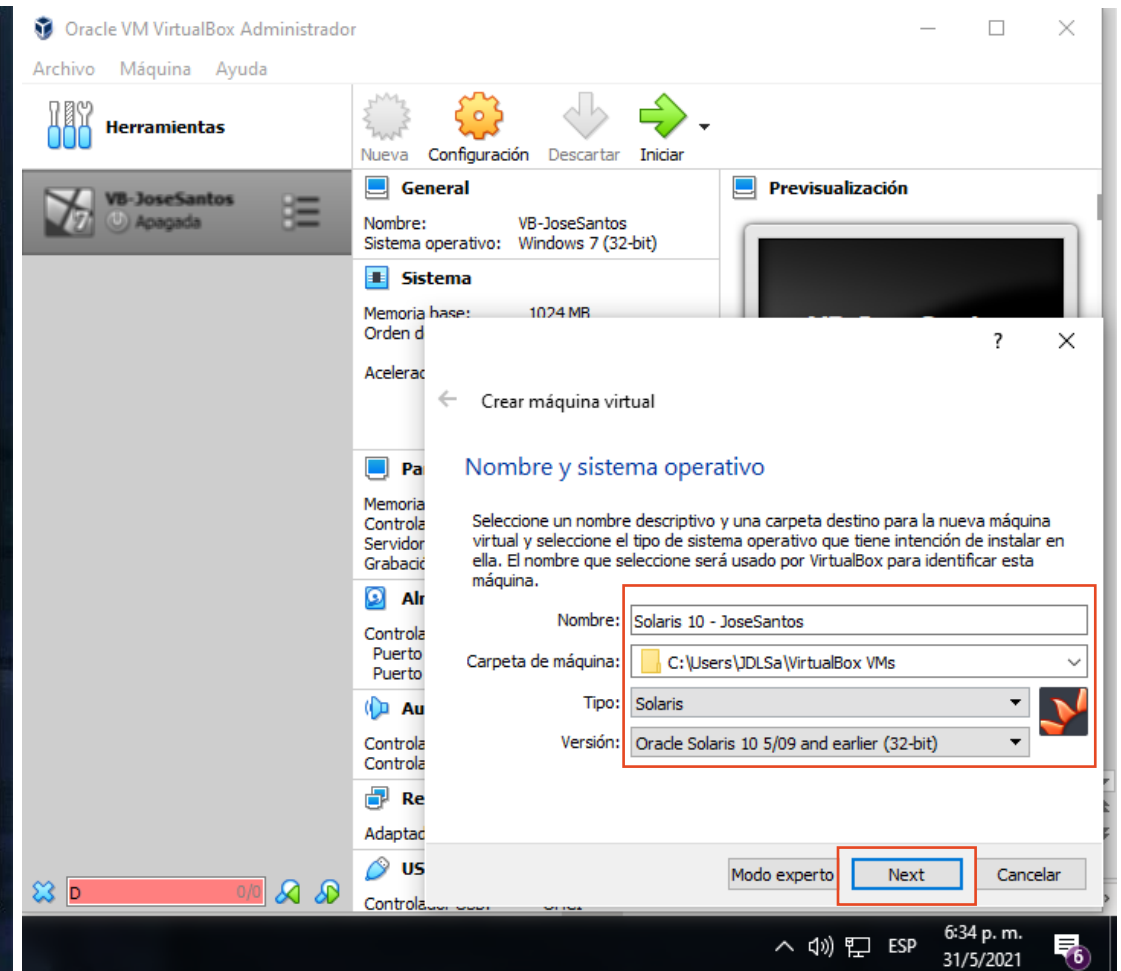 Oracle VM VirtualBox Administrador
Archivo Máquina Ayuda
Herramientas
Nueva Configuración Descartar Iniciar
VB-JoseSantos
Apagada
General
Nombre: VB-JoseSantos
Sistema operativo: Windows 7 (32-bit)
Previsualización
Sistema
Memoria base: 1024 MB
Orden d
Acelerac
Pa
Memoria
Controla
Servidor
Grabació
Al
Controla
Puerto
Puerto
Au
Controla
Controla
Re
Adaptad
US
?
Crear máquina virtual
Nombre y sistema operativo
Seleccione un nombre descriptivo y una carpeta destino para la nueva máquina
virtual y seleccione el tipo de sistema operativo que tiene intención de instalar en
ella. El nombre que seleccione será usado por VirtualBox para identificar esta
máquina.
Nombre: Solaris 10 - JoseSantos
Carpeta de máquina: C:\Users\JDLSa\VirtualBox VMs
Tipo: Solaris
Versión: Oracle Solaris 10 5/09 and earlier (32-bit)
Modo experto Next Cancelar
D 0/0
ESP
6:34 p. m.
31/5/2021
6